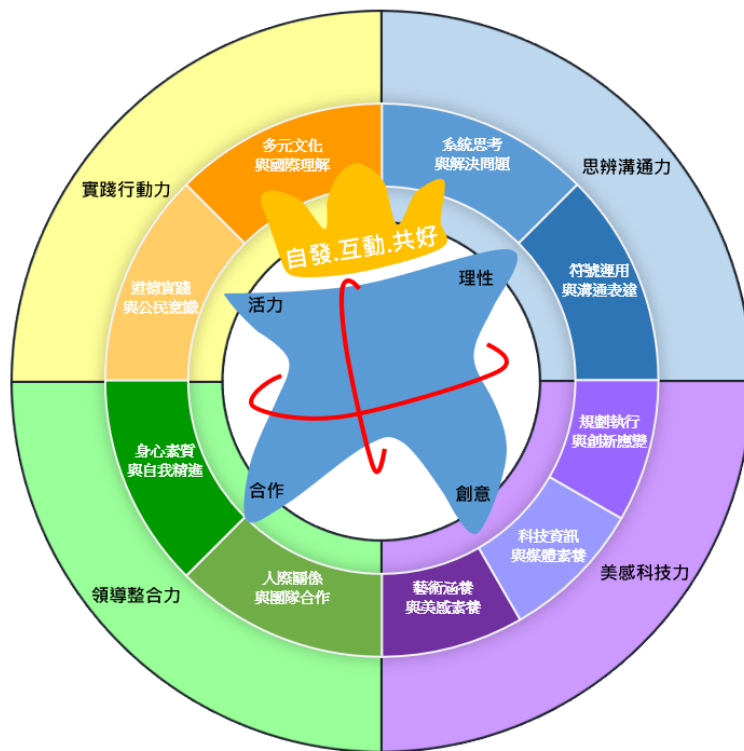 多元文化
與國際理解
系統思考
與解決問題
實踐行動力
思辨溝通力
自發.互動.共好
道德實踐
與公民意識
活力
理性
符號運用
與溝通表達
身心素質
與自我精進
合作
創意
規劃執行
與創新應變
領導整合力
人際關係
與團隊合作
藝術涵養
與美感素養
科技資訊
與媒體素養
美感科技力